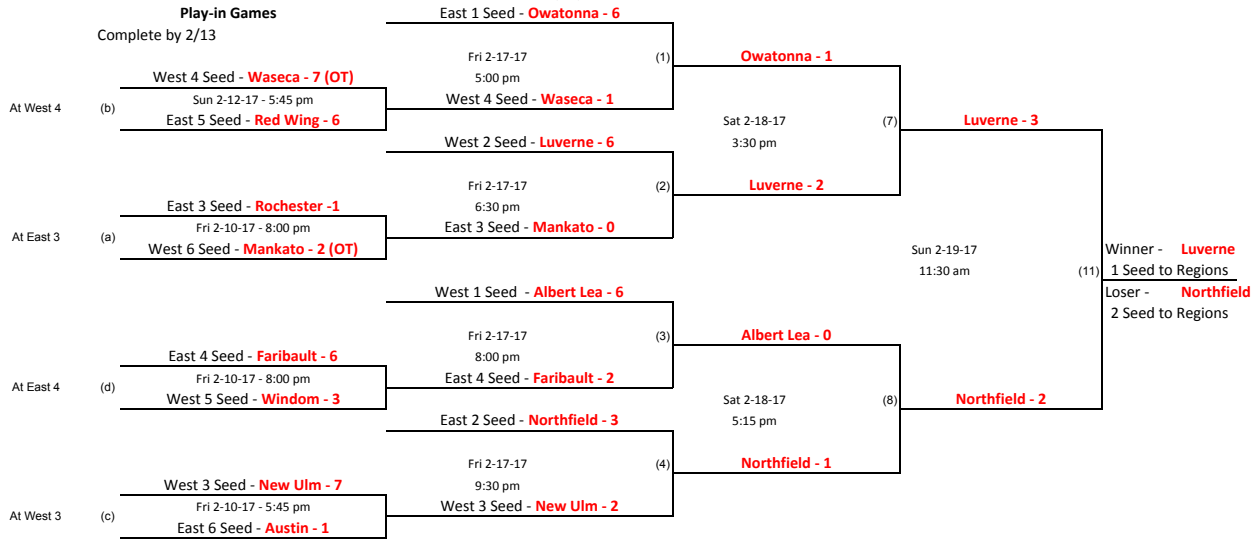 Play-in Games
Complete by 2/13
East 1 Seed - Owatonna - 6
Fri 2-17-17
5:00 pm
(1)
Owatonna - 1
West 4 Seed - Waseca - 7 (OT)
At West 4
(b)
Sun 2-12-17 - 5:45 pm
West 4 Seed - Waseca - 1
East 5 Seed - Red Wing - 6
Sat 2-18-17
3:30 pm
(7)
Luverne - 3
West 2 Seed - Luverne - 6
Fri 2-17-17
6:30 pm
(2)
Luverne - 2
East 3 Seed - Rochester -1
At East 3
(a)
Fri 2-10-17 - 8:00 pm
East 3 Seed - Mankato - 0
West 6 Seed - Mankato - 2 (OT)
Sun 2-19-17
11:30 am
(11)
Winner - Luverne
1 Seed to Regions
Loser - Northfield
2 Seed to Regions
West 1 Seed - Albert Lea - 6
Fri 2-17-17
8:00 pm
(3)
Albert Lea - 0
East 4 Seed - Faribault - 6
At East 4
(d)
Fri 2-10-17 - 8:00 pm
East 4 Seed - Faribault - 2
West 5 Seed - Windom - 3
Sat 2-18-17
5:15 pm
(8)
Northfield - 2
East 2 Seed - Northfield - 3
Fri 2-17-17
9:30 pm
(4)
Northfield - 1
West 3 Seed - New Ulm - 7
At West 3
(c)
Fri 2-10-17 - 5:45 pm
West 3 Seed - New Ulm - 2
East 6 Seed - Austin - 1